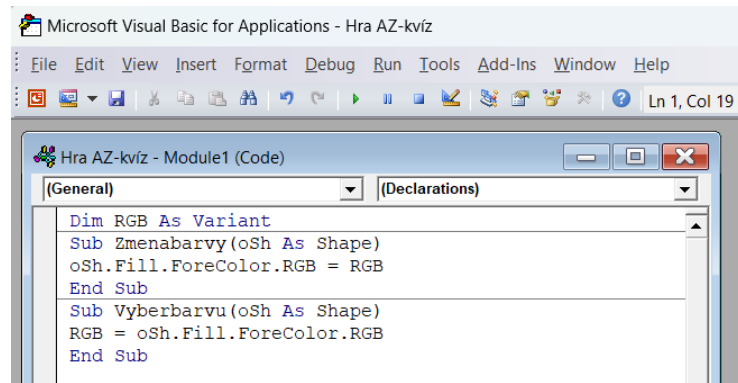 Microsoft Visual Basic for Applications - Hra AZ-kvíz
File Edit View Insert Format Debug Run Tools Add-Ins Window Help
Ln 1, Col 19
Hra AZ-kvíz - Module1 (Code)
(General) (Declarations)
Dim RGB As Variant
Sub Zmenabarvy(oSh As Shape)
oSh.Fill.ForeColor.RGB = RGB
End Sub
Sub Vyberbarvu(oSh As Shape)
RGB = oSh.Fill.ForeColor.RGB
End Sub